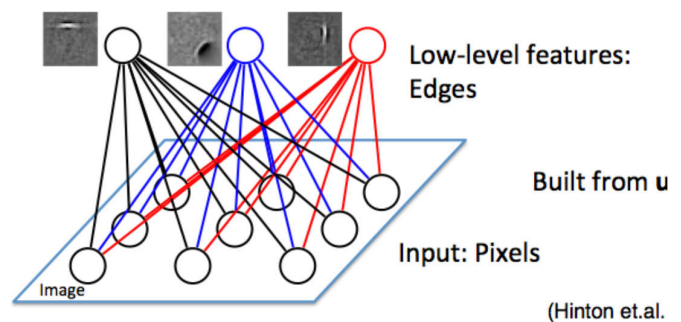 Low-level features:
Edges
Built from u
Input: Pixels
Image
(Hinton et.al.